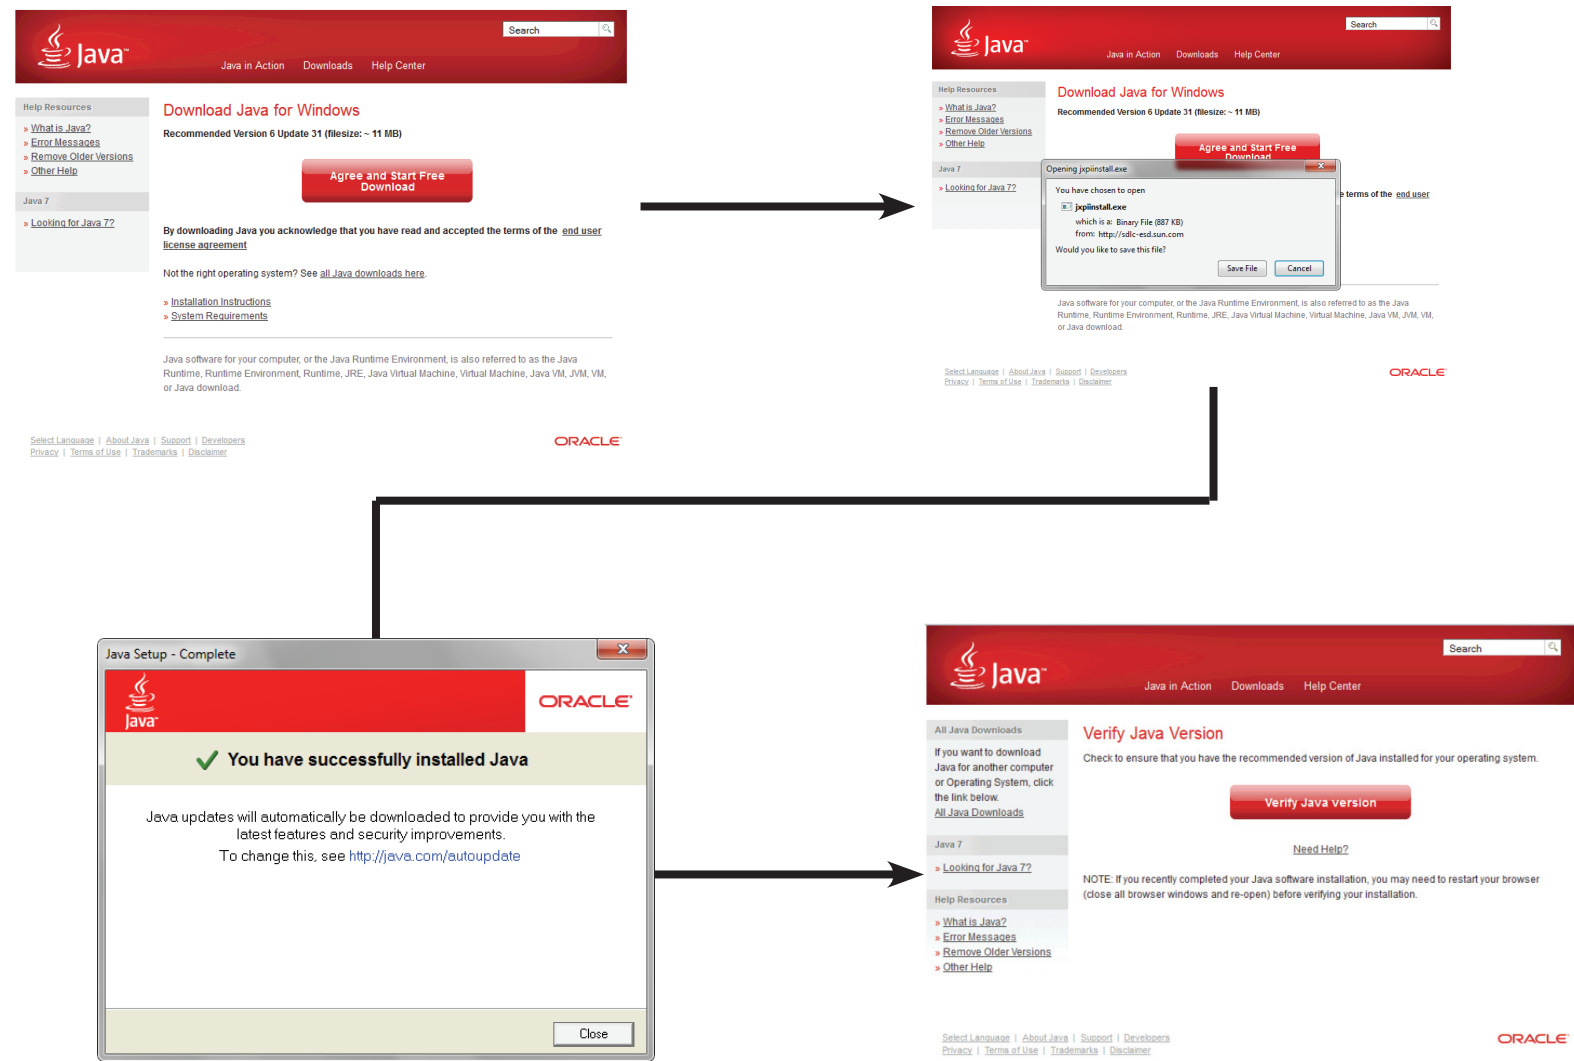 Java™
Search
Java in Action Downloads Help Center
Help Resources
» What is Java?
» Error Messages
» Remove Older Versions
» Other Help
Java 7
» Looking for Java 7?
Download Java for Windows
Recommended Version 6 Update 31 (filesize: ~ 11 MB)
Agree and Start Free
Download
By downloading Java you acknowledge that you have read and accepted the terms of the end user
license agreement
Not the right operating system? See all Java downloads here.
» Installation Instructions
» System Requirements
Java software for your computer, or the Java Runtime Environment, is also referred to as the Java
Runtime, Runtime Environment, Runtime, JRE, Java Virtual Machine, Virtual Machine, Java VM, JVM, VM,
or Java download.
Select Language | About Java | Support | Developers
Privacy | Terms of Use | Trademarks | Disclaimer
ORACLE
Java™
Search
Java in Action Downloads Help Center
Help Resources
» What is Java?
» Error Messages
» Remove Older Versions
» Other Help
Java 7
» Looking for Java 7?
Download Java for Windows
Recommended Version 6 Update 31 (filesize: ~ 11 MB)
Agree and Start Free
Download
Opening jxpiinstall.exe
You have chosen to open
jxpiinstall.exe
which is a: Binary File (887 KB)
from: http://sdlc-esd.sun.com
Would you like to save this file?
Save File Cancel
e terms of the end user
Java software for your computer, or the Java Runtime Environment, is also referred to as the Java
Runtime, Runtime Environment, Runtime, JRE, Java Virtual Machine, Virtual Machine, Java VM, JVM, VM,
or Java download.
Select Language | About Java | Support | Developers
Privacy | Terms of Use | Trademarks | Disclaimer
ORACLE
Java Setup - Complete
Java
ORACLE
You have successfully installed Java
Java updates will automatically be downloaded to provide you with the
latest features and security improvements.
To change this, see http://java.com/autoupdate
Close
Java™
Search
Java in Action Downloads Help Center
All Java Downloads
If you want to download
Java for another computer
or Operating System, click
the link below.
All Java Downloads
Java 7
» Looking for Java 7?
Help Resources
» What is Java?
» Error Messages
» Remove Older Versions
» Other Help
Verify Java Version
Check to ensure that you have the recommended version of Java installed for your operating system.
Verify Java version
Need Help?
NOTE: If you recently completed your Java software installation, you may need to restart your browser
(close all browser windows and re-open) before verifying your installation.
Select Language | About Java | Support | Developers
Privacy | Terms of Use | Trademarks | Disclaimer
ORACLE